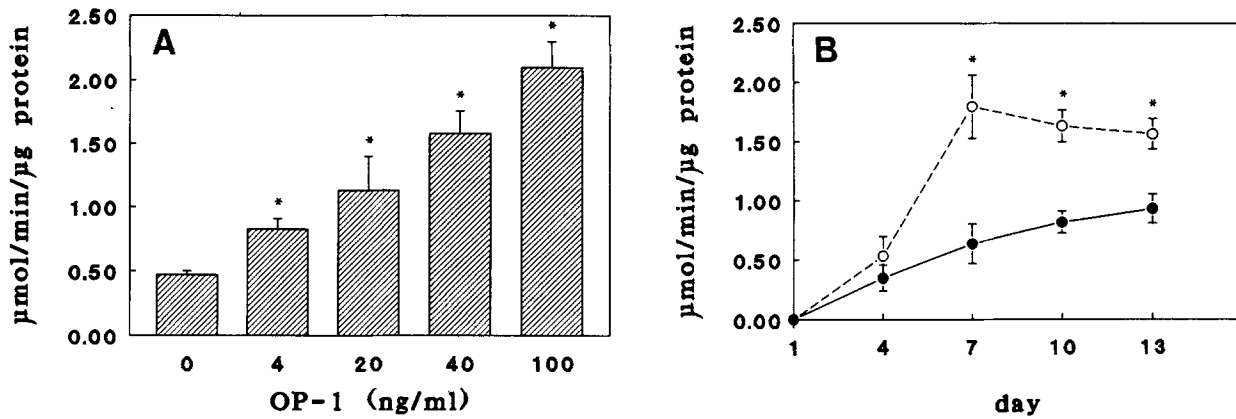 A
µmol/min/µg protein
2.50
2.00
1.50
1.00
0.50
0.00
* * * *
0 4 20 40 100
OP-1 (ng/ml)
B
µmol/min/µg protein
2.50
2.00
1.50
1.00
0.50
0.00
* * *
1 4 7 10 13
day